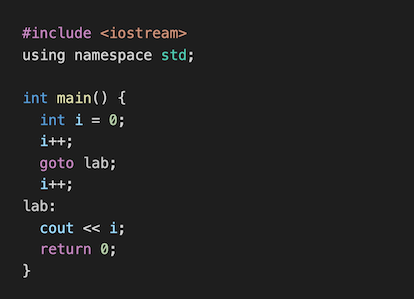 #include <iostream>
using namespace std;

int main() {
  int i = 0;
  i++;
  goto lab;
  i++;
lab:
  cout << i;
  return 0;
}